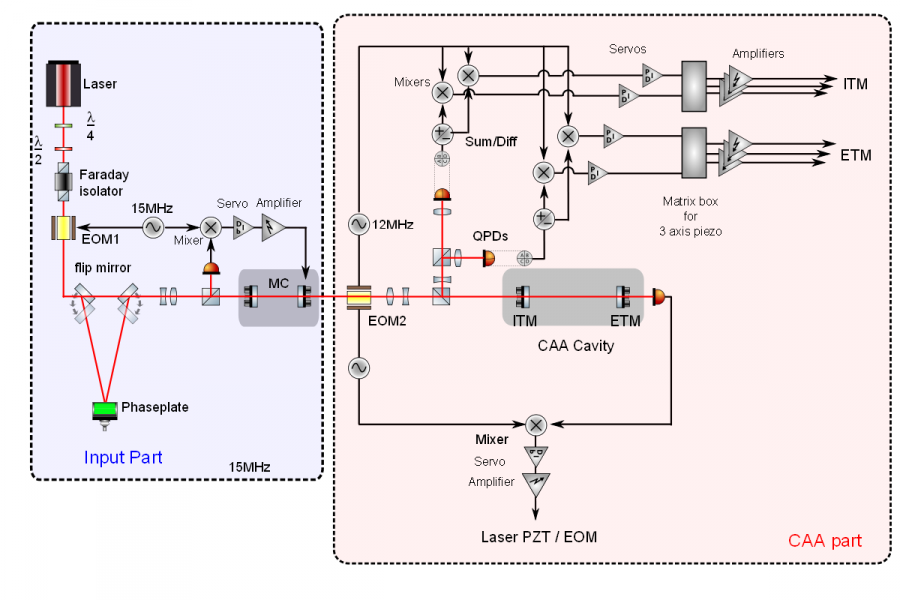 Laser
λ
4
λ
2
Faraday
isolator
15MHz
Servo
Amplifier
EOM1
Mixer
flip mirror
MC
Phaseplate
Input Part
15MHz
Servos
Amplifiers
Mixers
P I D
P I D
ITM
Sum/Diff
P I D
P I D
ETM
Matrix box
for
3 axis piezo
12MHz
QPDs
EOM2
ITM
ETM
CAA Cavity
Mixer
Servo
Amplifier
Laser PZT / EOM
CAA part